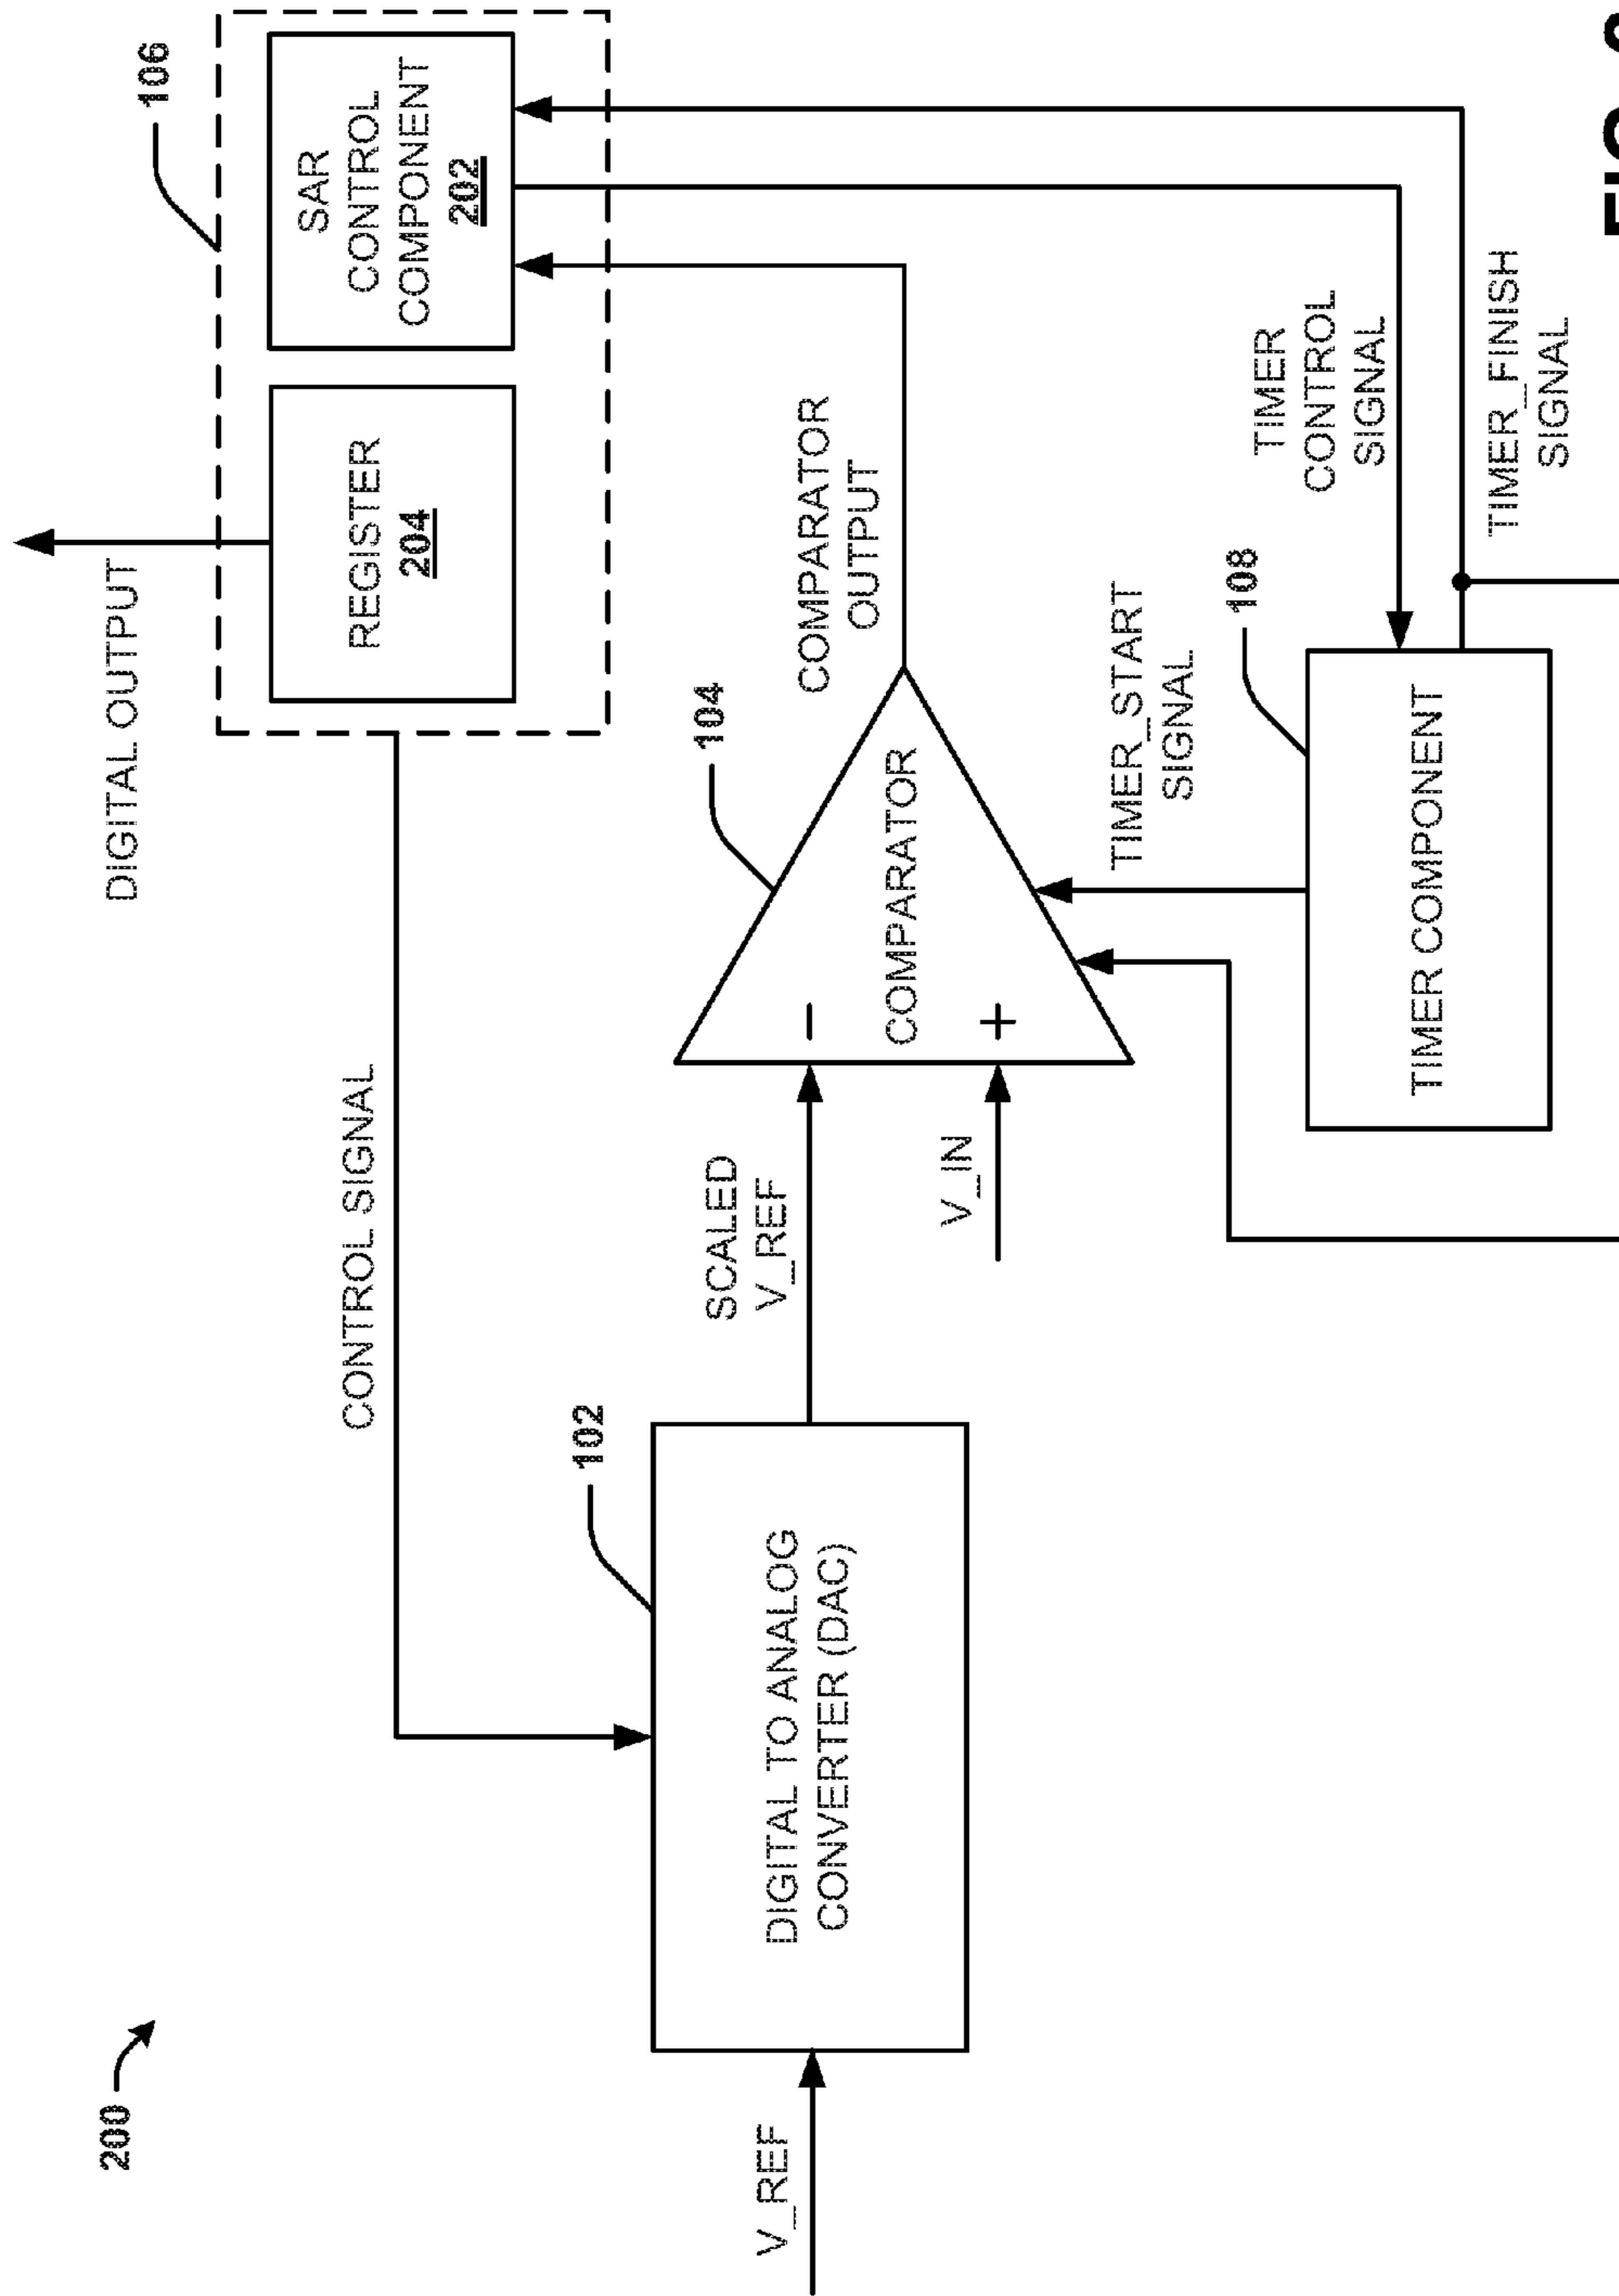 200
106
DIGITAL OUTPUT
CONTROL SIGNAL
REGISTER
204
SAR
CONTROL
COMPONENT
202
102
V_REF
DIGITAL TO ANALOG
CONVERTER (DAC)
SCALED
V_REF
V_IN
104
−
+
COMPARATOR
COMPARATOR
OUTPUT
TIMER_START
SIGNAL
108
TIMER COMPONENT
TIMER
CONTROL
SIGNAL
TIMER_FINISH
SIGNAL